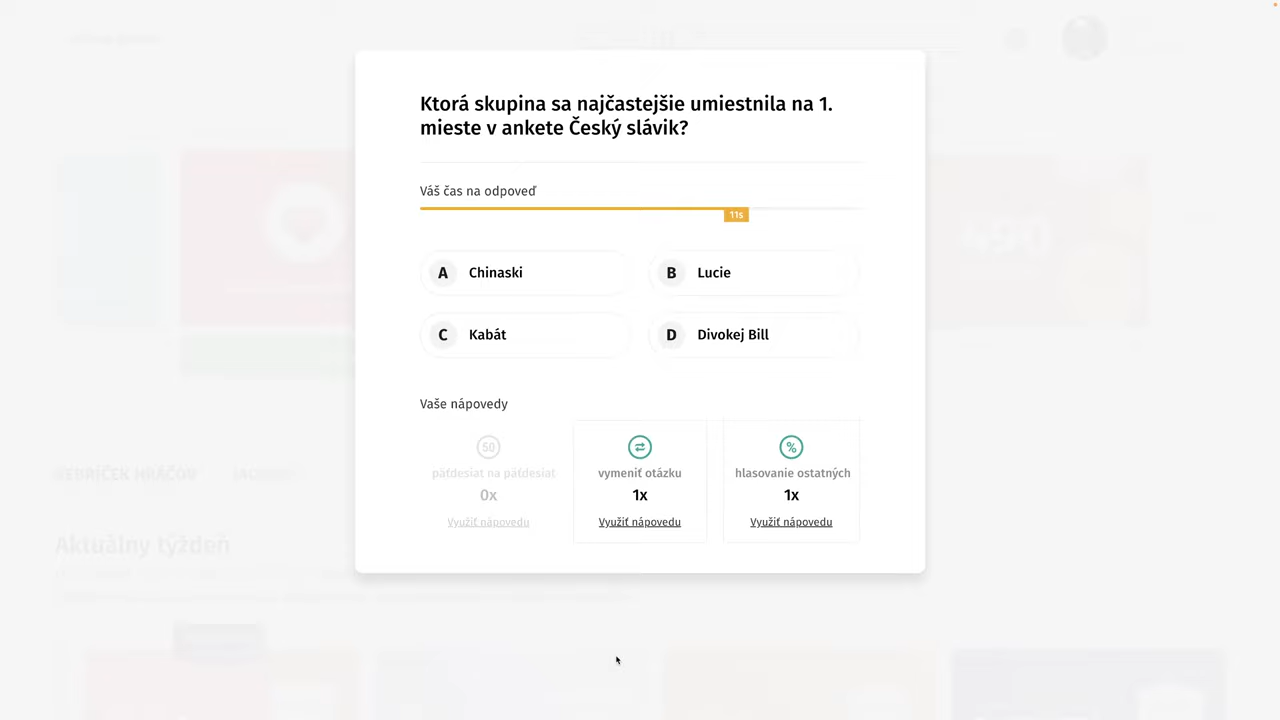 Ktorá skupina sa najčastejšie umiestnila na 1.
mieste v ankete Český slávik?
Váš čas na odpoveď
11s
A Chinaski
B Lucie
C Kabát
D Divokej Bill
Vaše nápovedy
50
päťdesiat na päťdesiat
0x
Využiť nápovedu
vymeniť otázku
1x
Využiť nápovedu
%
hlasovanie ostatných
1x
Využiť nápovedu
Aktuálny týždeň